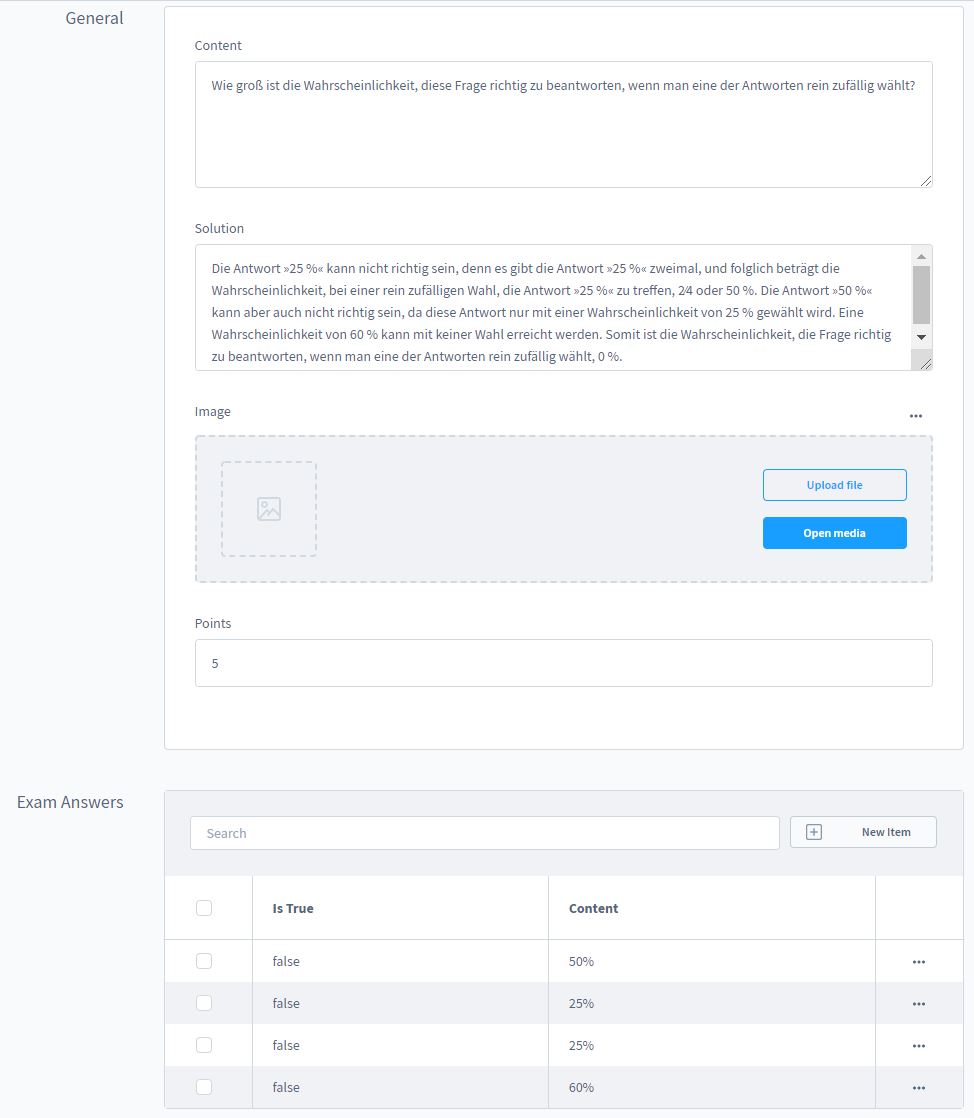 General
Content
Wie groß ist die Wahrscheinlichkeit, diese Frage richtig zu beantworten, wenn man eine der Antworten rein zufällig wählt?
Solution
Die Antwort »25 %« kann nicht richtig sein, denn es gibt die Antwort »25 %« zweimal, und folglich beträgt die
Wahrscheinlichkeit, bei einer rein zufälligen Wahl, die Antwort »25 %« zu treffen, 2⁄4 oder 50 %. Die Antwort »50 %«
kann aber auch nicht richtig sein, da diese Antwort nur mit einer Wahrscheinlichkeit von 25 % gewählt wird. Eine
Wahrscheinlichkeit von 60 % kann mit keiner Wahl erreicht werden. Somit ist die Wahrscheinlichkeit, die Frage richtig
zu beantworten, wenn man eine der Antworten rein zufällig wählt, 0 %.
Image
Upload file
Open media
Points
5
Exam Answers
Search
New Item
Is True Content
false 50%
false 25%
false 25%
false 60%